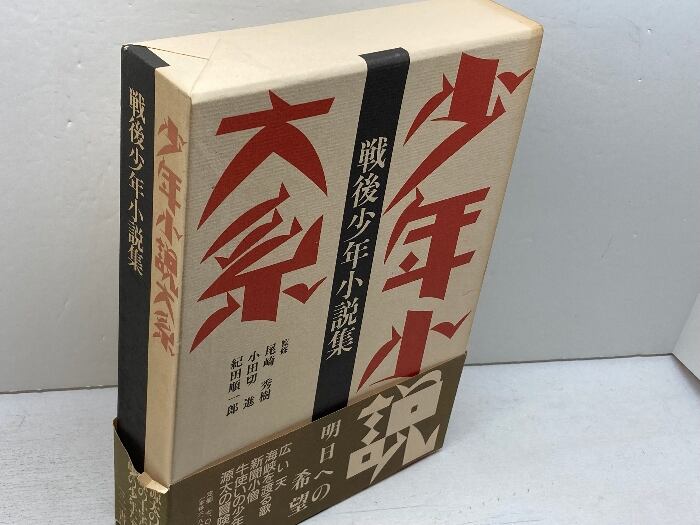 少年小説
大系
戦後少年小説集
監修
尾崎秀樹
小田切進
紀田順一郎
明日への
希望
広い天
海峡を渡る歌
新聞小僧
牛使いの少年
源太の冒険
戦後少年小説集
少年小説大系